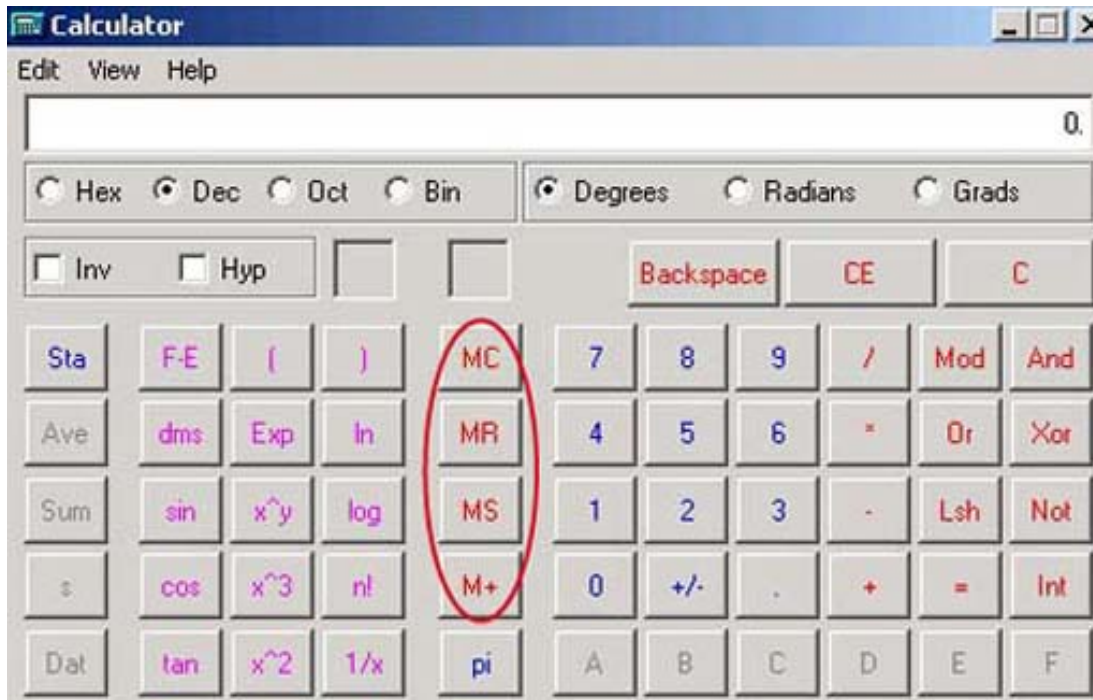 Calculator
Edit View Help
0.
Hex Dec Oct Bin Degrees Radians Grads
Inv Hyp Backspace CE C
Sta F-E ( ) MC 7 8 9 / Mod And
Ave dms Exp ln MR 4 5 6 * Or Xor
Sum sin x^y log MS 1 2 3 - Lsh Not
s cos x^3 n! M+ 0 +/- . + = Int
Dat tan x^2 1/x pi A B C D E F